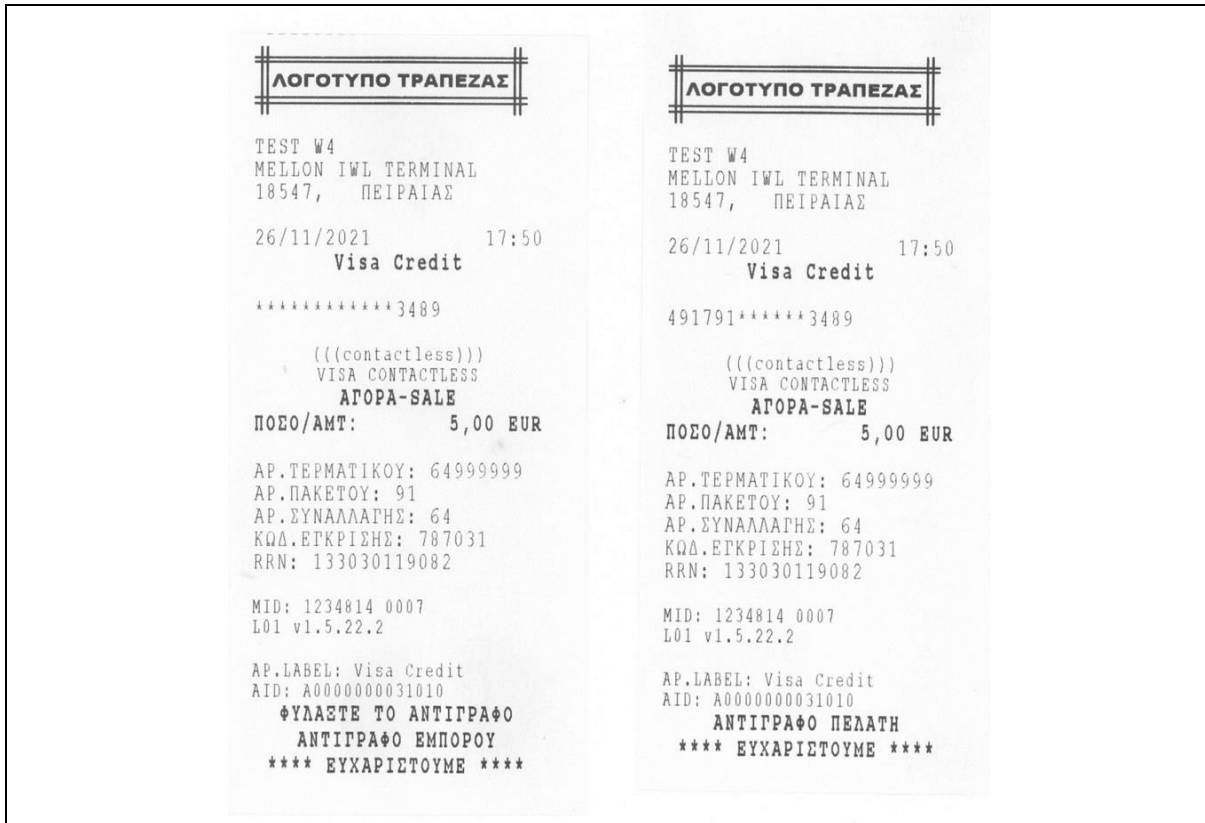 ΛΟΓΟΤΥΠΟ ΤΡΑΠΕΖΑΣ
TEST W4
MELLON IWL TERMINAL
18547, ΠΕΙΡΑΙΑΣ
26/11/2021 17:50
Visa Credit
************3489
(((contactless)))
VISA CONTACTLESS
ΑΓΟΡΑ-SALE
ΠΟΣΟ/AMT: 5,00 EUR
ΑΡ.ΤΕΡΜΑΤΙΚΟΥ: 64999999
ΑΡ.ΠΑΚΕΤΟΥ: 91
ΑΡ.ΣΥΝΑΛΛΑΓΗΣ: 64
ΚΩΔ.ΕΓΚΡΙΣΗΣ: 787031
RRN: 133030119082
MID: 1234814 0007
L01 v1.5.22.2
AP.LABEL: Visa Credit
AID: A0000000031010
ΦΥΛΑΞΤΕ ΤΟ ΑΝΤΙΓΡΑΦΟ
ΑΝΤΙΓΡΑΦΟ ΕΜΠΟΡΟΥ
**** ΕΥΧΑΡΙΣΤΟΥΜΕ ****
ΛΟΓΟΤΥΠΟ ΤΡΑΠΕΖΑΣ
TEST W4
MELLON IWL TERMINAL
18547, ΠΕΙΡΑΙΑΣ
26/11/2021 17:50
Visa Credit
491791******3489
(((contactless)))
VISA CONTACTLESS
ΑΓΟΡΑ-SALE
ΠΟΣΟ/AMT: 5,00 EUR
ΑΡ.ΤΕΡΜΑΤΙΚΟΥ: 64999999
ΑΡ.ΠΑΚΕΤΟΥ: 91
ΑΡ.ΣΥΝΑΛΛΑΓΗΣ: 64
ΚΩΔ.ΕΓΚΡΙΣΗΣ: 787031
RRN: 133030119082
MID: 1234814 0007
L01 v1.5.22.2
AP.LABEL: Visa Credit
AID: A0000000031010
ΑΝΤΙΓΡΑΦΟ ΠΕΛΑΤΗ
**** ΕΥΧΑΡΙΣΤΟΥΜΕ ****